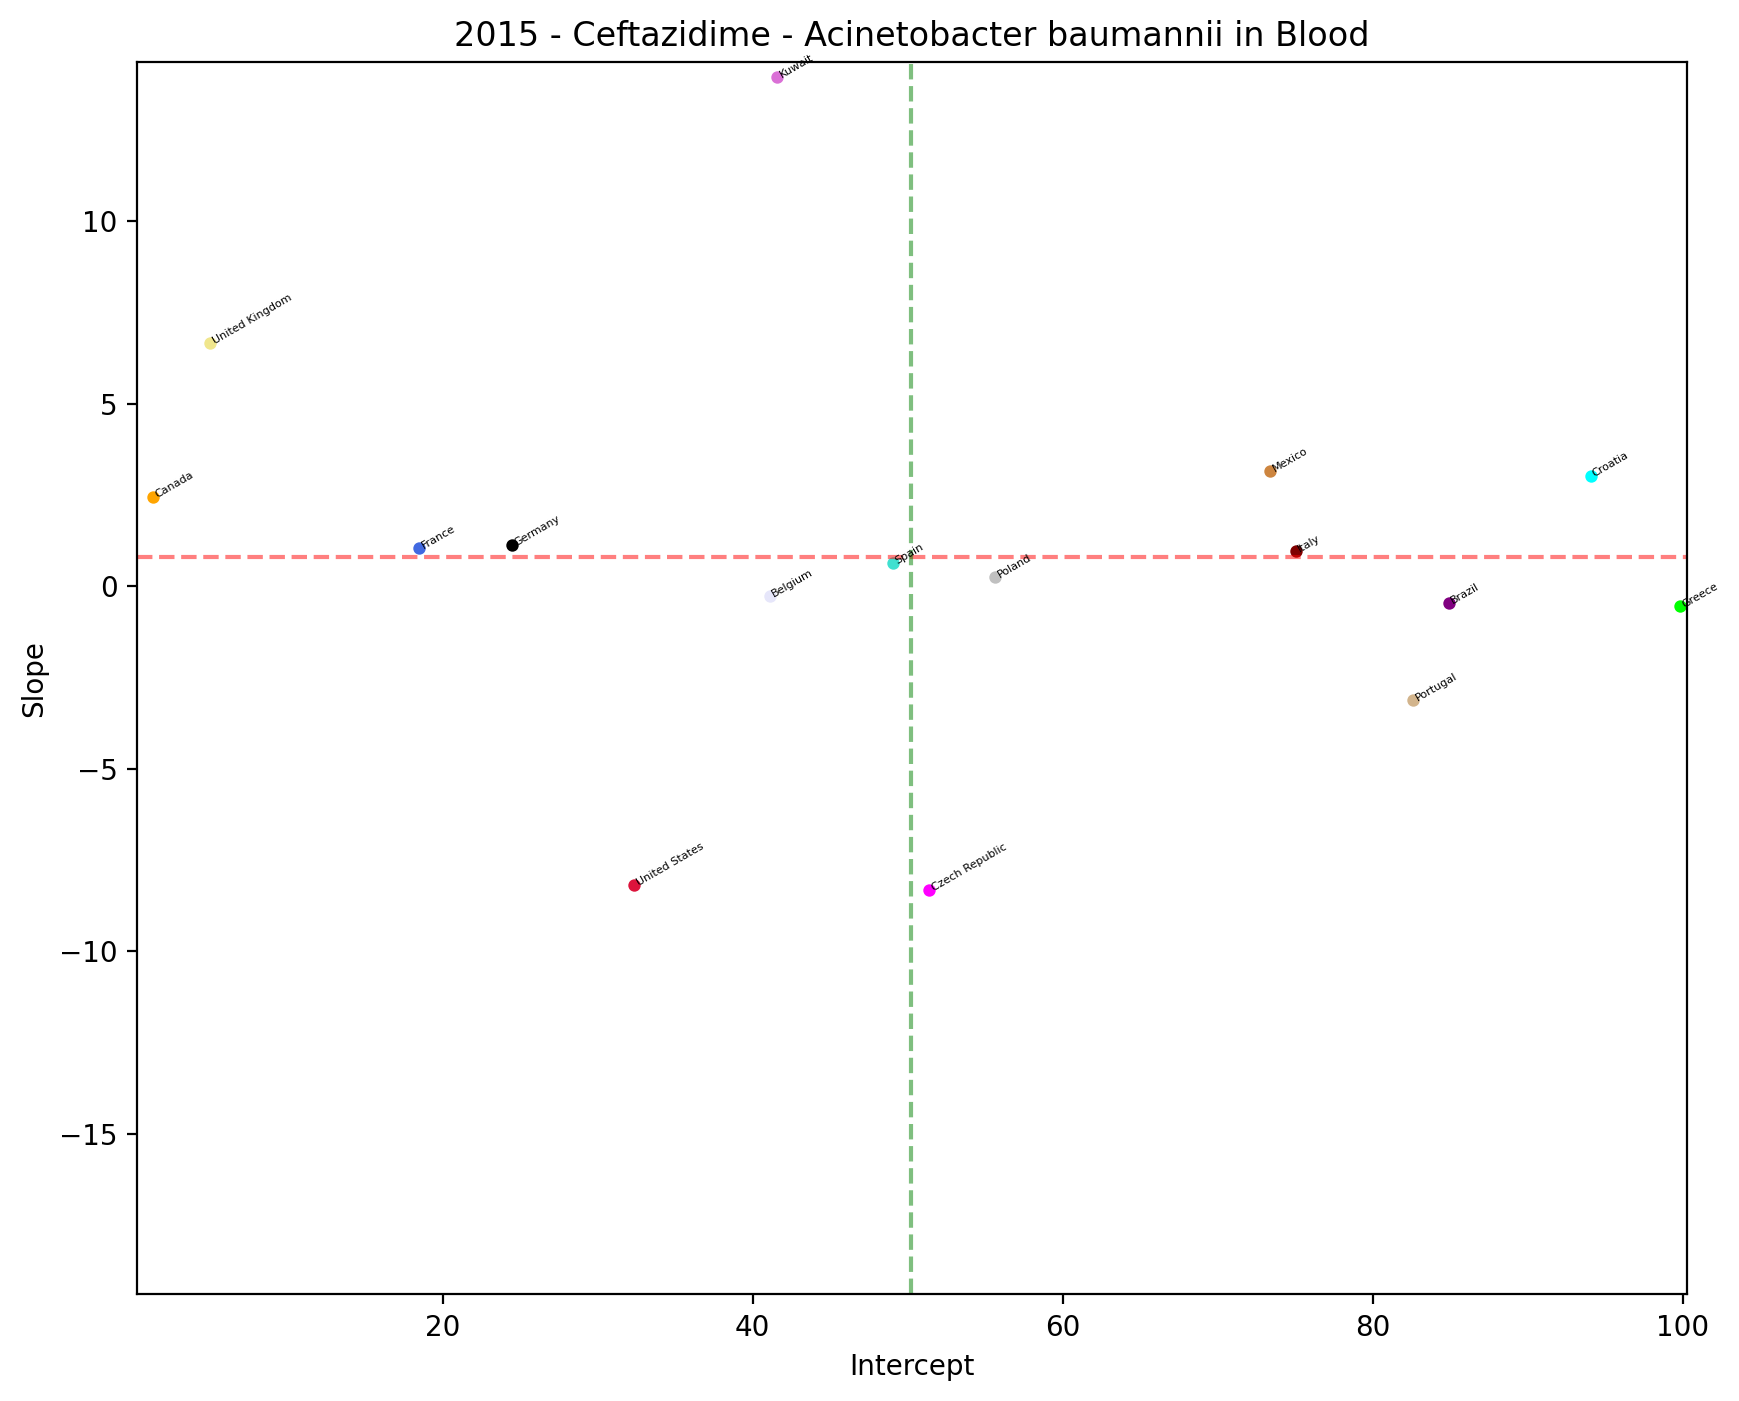 2015 - Ceftazidime - Acinetobacter baumannii in Blood
Kuwait
10
United Kingdom
5
Mexico
Croatia
Canada
France
Germany
Spain
Italy
Poland
0
Belgium
Brazil
Greece
Slope
Portugal
−5
United States
Czech Republic
−10
−15
20
40
60
80
100
Intercept